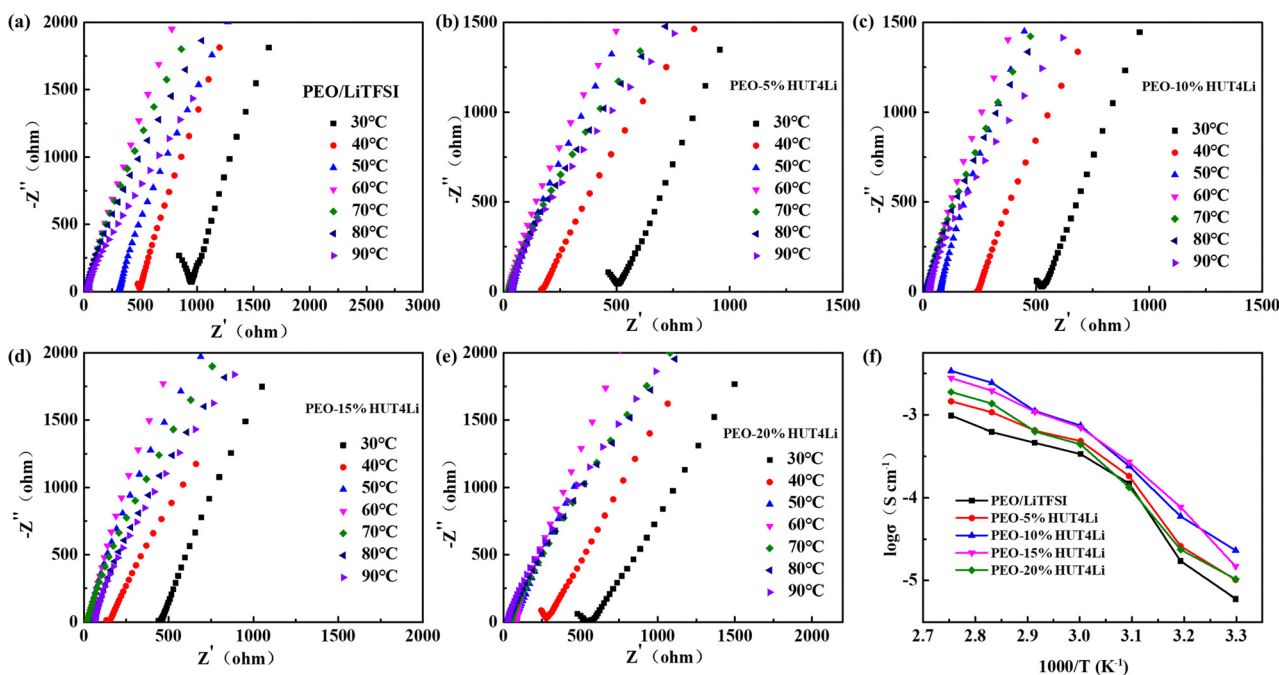 (a)
2000
1500
1000
500
0
-Z″（ohm）
PEO/LiTFSI
30°C
40°C
50°C
60°C
70°C
80°C
90°C
0 500 1000 1500 2000 2500 3000
Z′（ohm）
(b)
1500
1000
500
0
-Z″（ohm）
PEO-5% HUT4Li
30°C
40°C
50°C
60°C
70°C
80°C
90°C
0 500 1000 1500
Z′（ohm）
(c)
1500
1000
500
0
-Z″（ohm）
PEO-10% HUT4Li
30°C
40°C
50°C
60°C
70°C
80°C
90°C
0 500 1000 1500
Z′（ohm）
(d)
2000
1500
1000
500
0
-Z″（ohm）
PEO-15% HUT4Li
30°C
40°C
50°C
60°C
70°C
80°C
90°C
0 500 1000 1500 2000
Z′（ohm）
(e)
2000
1500
1000
500
0
-Z″（ohm）
PEO-20% HUT4Li
30°C
40°C
50°C
60°C
70°C
80°C
90°C
0 500 1000 1500 2000
Z′（ohm）
(f)
-3
-4
-5
logσ（S cm⁻¹）
PEO/LiTFSI
PEO-5% HUT4Li
PEO-10% HUT4Li
PEO-15% HUT4Li
PEO-20% HUT4Li
2.7 2.8 2.9 3.0 3.1 3.2 3.3
1000/T (K⁻¹)